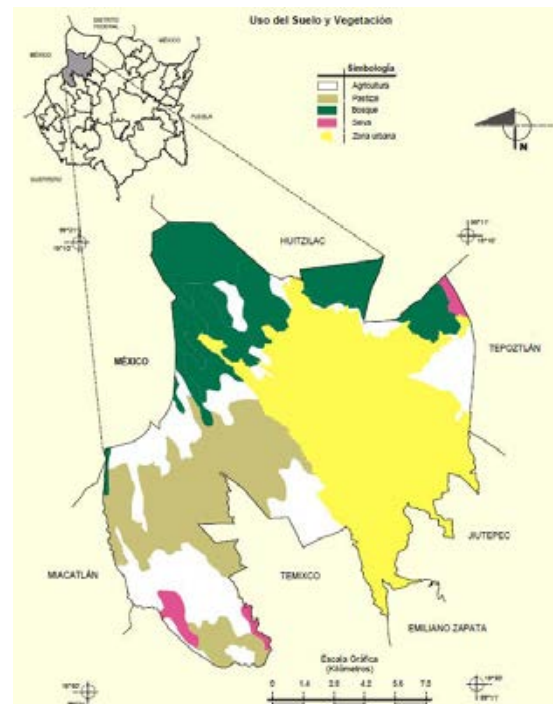 Uso del Suelo y Vegetación
DISTRITO
FEDERAL
MÉXICO
MÉXICO
PUEBLA
GUERRERO
Simbología
Agricultura
Pastizal
Bosque
Selva
Zona urbana
N
HUITZILAC
TEPOZTLÁN
MÉXICO
JIUTEPEC
MIACATLÁN
TEMIXCO
EMILIANO ZAPATA
Escala Gráfica
(Kilómetros)
0 1.4 2.8 4.2 5.6 7.0